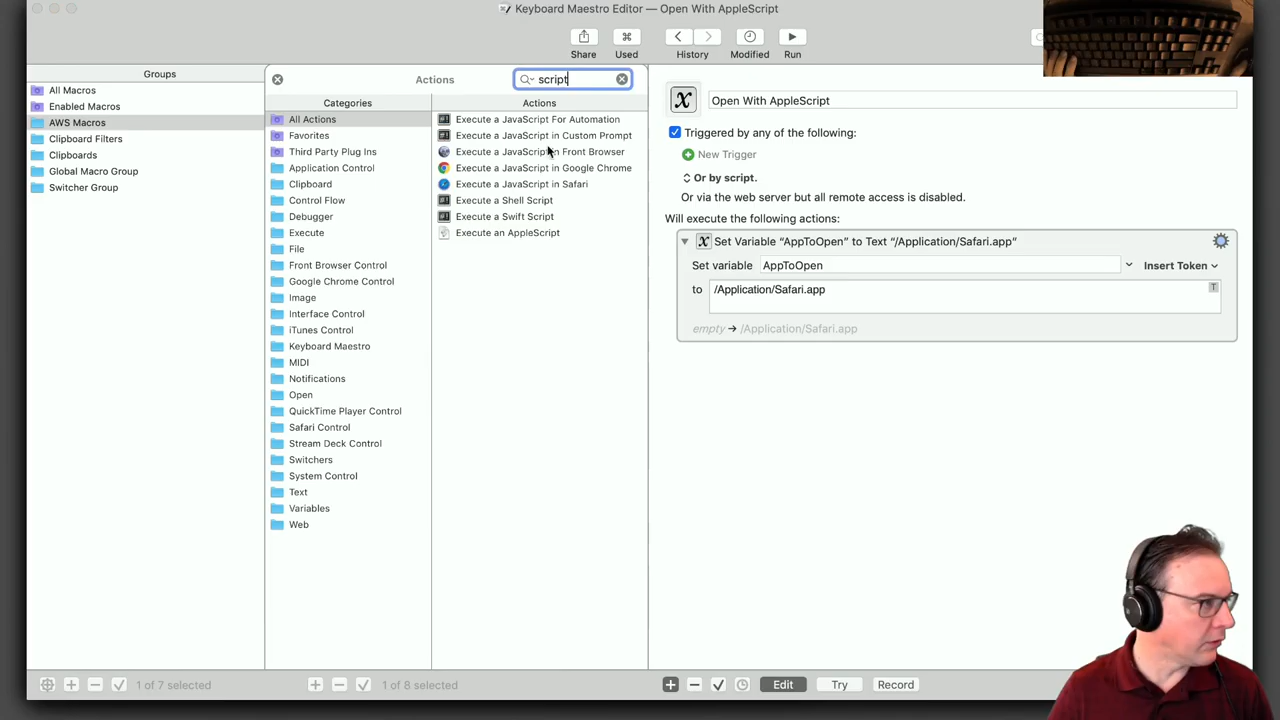 Keyboard Maestro Editor — Open With AppleScript
Share
Used
History
Modified
Run
Groups
All Macros
Enabled Macros
AWS Macros
Clipboard Filters
Clipboards
Global Macro Group
Switcher Group
Actions
script
Categories
All Actions
Favorites
Third Party Plug Ins
Application Control
Clipboard
Control Flow
Debugger
Execute
File
Front Browser Control
Google Chrome Control
Image
Interface Control
iTunes Control
Keyboard Maestro
MIDI
Notifications
Open
QuickTime Player Control
Safari Control
Stream Deck Control
Switchers
System Control
Text
Variables
Web
Actions
Execute a JavaScript For Automation
Execute a JavaScript in Custom Prompt
Execute a JavaScript in Front Browser
Execute a JavaScript in Google Chrome
Execute a JavaScript in Safari
Execute a Shell Script
Execute a Swift Script
Execute an AppleScript
Open With AppleScript
Triggered by any of the following:
New Trigger
Or by script.
Or via the web server but all remote access is disabled.
Will execute the following actions:
Set Variable “AppToOpen” to Text “/Application/Safari.app”
Set variable AppToOpen Insert Token
to /Application/Safari.app T
empty → /Application/Safari.app
1 of 7 selected
1 of 8 selected
Edit
Try
Record